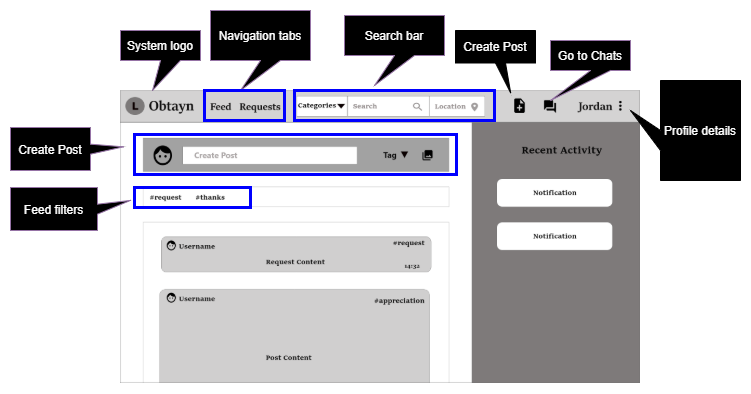 System logo
Navigation tabs
Search bar
Create Post
Go to Chats
L Obtayn
Feed Requests
Categories Search Location
Jordan
Profile details
Create Post
Create Post Tag
Recent Activity
Feed filters
#request #thanks
Notification
Notification
Username #request
Request Content
14:32
Username #appreciation
Post Content